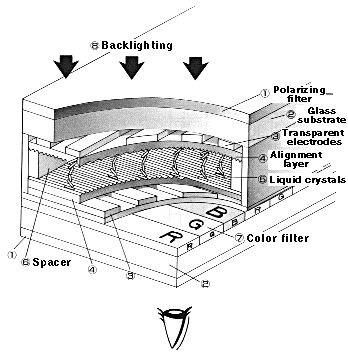 ⑧ Backlighting
① Polarizing filter
② Glass substrate
③ Transparent electrodes
④ Alignment layer
⑤ Liquid crystals
B
G
R
R G B R G
⑦ Color filter
① 
⑥ Spacer
④
③
②